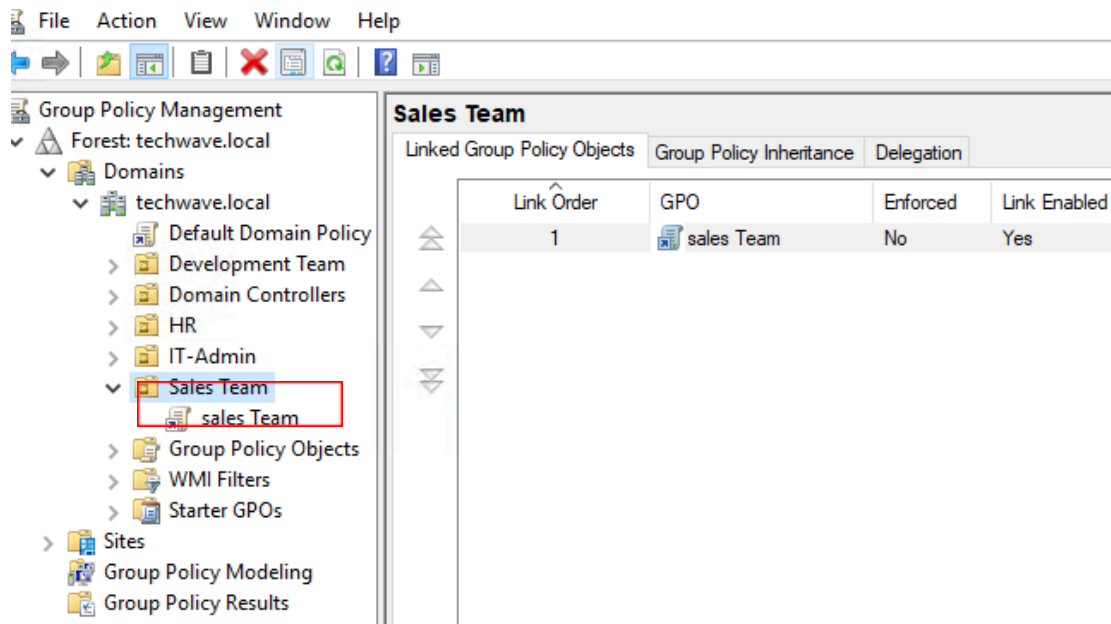 File Action View Window Help
Group Policy Management
Forest: techwave.local
Domains
techwave.local
Default Domain Policy
Development Team
Domain Controllers
HR
IT-Admin
Sales Team
sales Team
Group Policy Objects
WMI Filters
Starter GPOs
Sites
Group Policy Modeling
Group Policy Results
Sales Team
Linked Group Policy Objects Group Policy Inheritance Delegation
Link Order GPO Enforced Link Enabled
1 sales Team No Yes